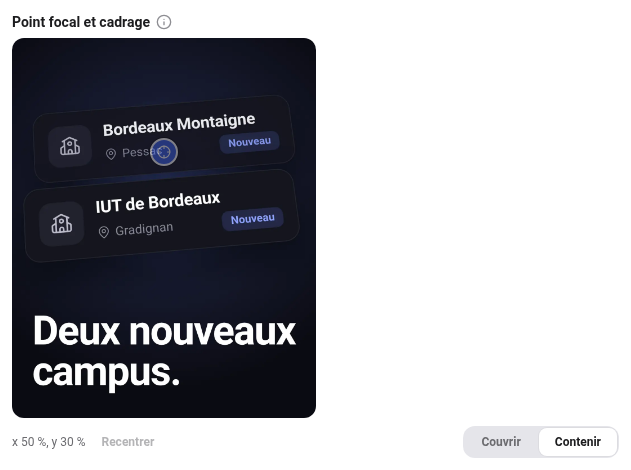 Point focal et cadrage
Bordeaux Montaigne
Nouveau
IUT de Bordeaux
Gradignan
Nouveau
Deux nouveaux
campus.
x 50 %, y 30 %
Recentrer
Couvrir
Contenir